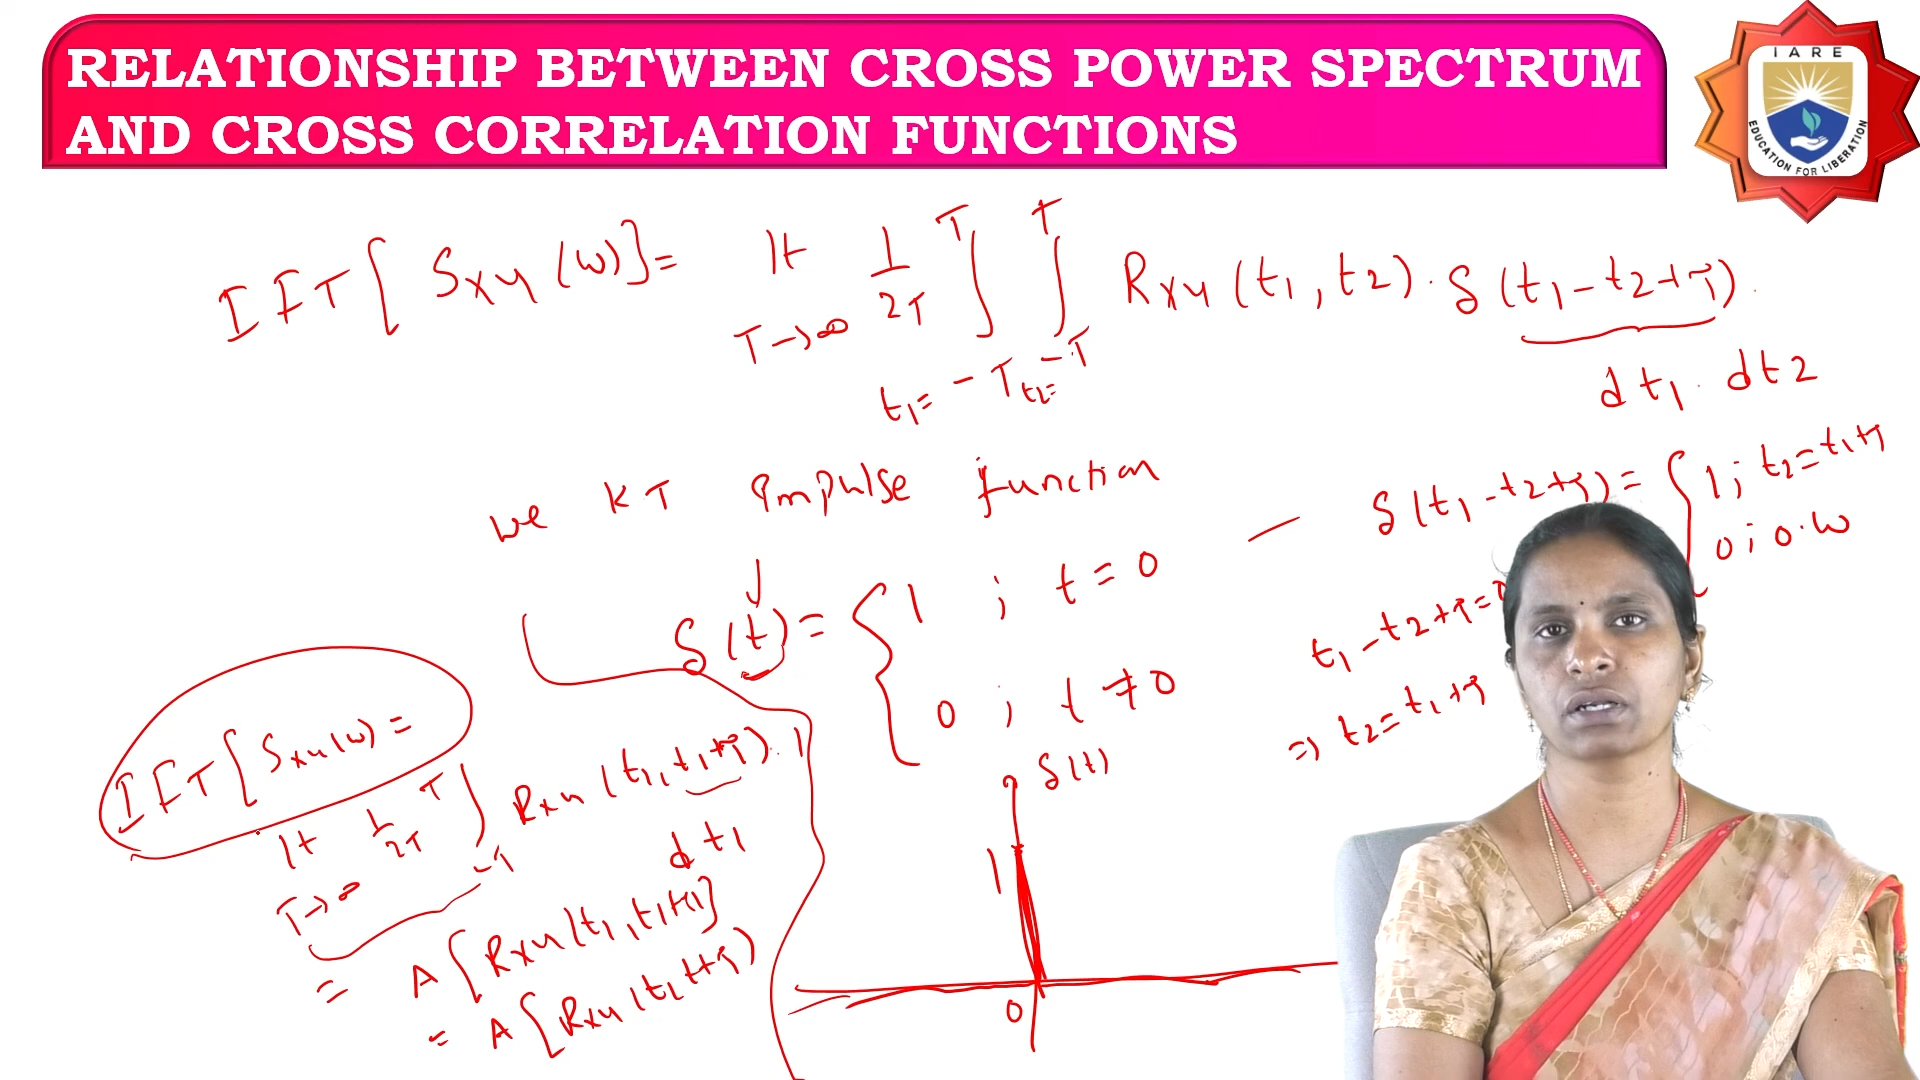 RELATIONSHIP BETWEEN CROSS POWER SPECTRUM
AND CROSS CORRELATION FUNCTIONS
IARE
EDUCATION FOR LIBERATION
IFT[Sxy(ω)] = lt T→∞ 1/2T ∫ t1=-T T ∫ t2=-T T Rxy(t1, t2). δ(t1-t2+τ).
dt1. dt2
we KT impulse function
δ(t1-t2+τ) = { 1; t2=t1+τ
0; o.w
δ(t) = { 1 ; t=0
0 ; t≠0
t1-t2+τ=0
⇒ t2=t1+τ
δ(t)
1
0
IFT[Sxy(ω) =
lt T→∞ 1/2T ∫ -T T Rxy(t1, t1+τ). 1
dt1
= A[Rxy(t1, t1+τ)]
= A[Rxy(t, t+τ)